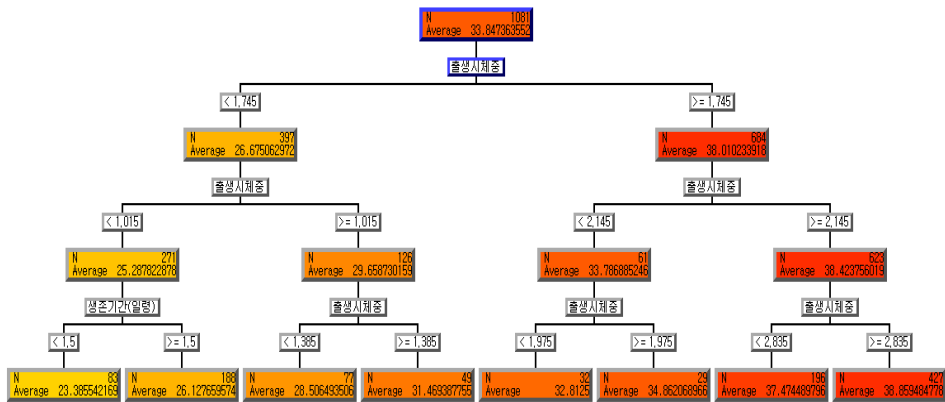 N 1081
Average 33.847363552
출생시체중
< 1,745
>= 1,745
N 397
Average 26.675062972
N 684
Average 38.010233918
출생시체중
출생시체중
< 1,015
>= 1,015
< 2,145
>= 2,145
N 271
Average 25.287822878
N 126
Average 29.658730159
N 61
Average 33.786885246
N 623
Average 38.423756019
생존기간(일령)
출생시체중
출생시체중
출생시체중
< 1,5
>= 1,5
< 1,385
>= 1,385
< 1,975
>= 1,975
< 2,835
>= 2,835
N 83
Average 23.385542169
N 188
Average 26.127659574
N 77
Average 28.506493506
N 49
Average 31.469387755
N 32
Average 32.8125
N 29
Average 34.862068966
N 196
Average 37.474489796
N 427
Average 38.859484778